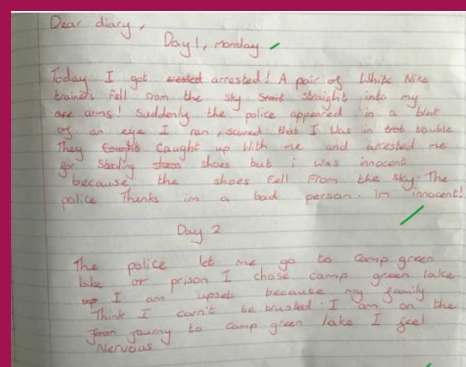 Dear diary,
Day 1, monday
Today I got arrested! A pair of White Nike
trainers fell from the sky straight into my
arms! Suddenly the police appeared in a blink
of an eye I ran, scared that I was in trouble
They caught up with me and arrested me
for stealing shoes but i was innocent
because the shoes fell from the sky. The
police thinks im a bad person. im innocent!
Day 2
The police let me go to camp green
lake or prison I chose camp green lake
I am upset because my family
Think I carn't be trusted. I am on the
journy to camp green lake I feel
Nervous